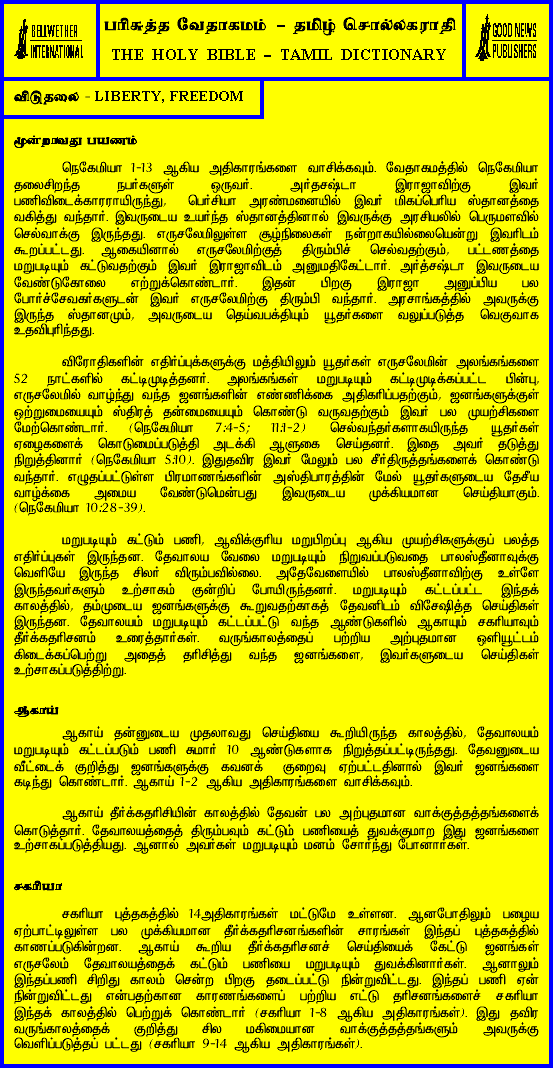 BELLWETHER
INTERNATIONAL
பரிசுத்த வேதாகமம் - தமிழ் சொல்லகராதி
THE HOLY BIBLE – TAMIL DICTIONARY
GOOD NEWS
PUBLISHERS
விடுதலை - LIBERTY, FREEDOM
மூன்றாவது பயணம்
நெகேமியா 1-13 ஆகிய அதிகாரங்களை வாசிக்கவும். வேதாகமத்தில் நெகேமியா
தலைசிறந்த நபர்களுள் ஒருவர். அர்தசஷ்டா இராஜாவிற்கு இவர்
பணிவிடைக்காரராயிருந்து, பெர்சியா அரண்மனையில் இவர் மிகப்பெரிய ஸ்தானத்தை
வகித்து வந்தார். இவருடைய உயர்ந்த ஸ்தானத்தினால் இவருக்கு அரசியலில் பெருமளவில்
செல்வாக்கு இருந்தது. எருசலேமிலுள்ள சூழ்நிலைகள் நன்றாகயில்லையென்று இவரிடம்
கூறப்பட்டது. ஆகையினால் எருசலேமிற்குத் திரும்பிச் செல்வதற்கும், பட்டணத்தை
மறுபடியும் கட்டுவதற்கும் இவர் இராஜாவிடம் அனுமதிகேட்டார். அர்த்சஷ்டா இவருடைய
வேண்டுகோலை எற்றுக்கொண்டார். இதன் பிறகு இராஜா அனுப்பிய பல
போர்ச்சேவகர்களுடன் இவர் எருசலேமிற்கு திரும்பி வந்தார். அரசாங்கத்தில் அவருக்கு
இருந்த ஸ்தானமும், அவருடைய தெய்வபக்தியும் யூதர்களை வலுப்படுத்த வெகுவாக
உதவிபுரிந்தது.
விரோதிகளின் எதிர்ப்புக்களுக்கு மத்தியிலும் யூதர்கள் எருசலேமின் அலங்கங்களை
52 நாட்களில் கட்டிமுடித்தனர். அலங்கங்கள் மறுபடியும் கட்டிமுடிக்கப்பட்ட பின்பு,
எருசலேமில் வாழ்ந்து வந்த ஜனங்களின் எண்ணிக்கை அதிகரிப்பதற்கும், ஜனங்களுக்குள்
ஒற்றுமையையும் ஸ்திரத் தன்மையையும் கொண்டு வருவதற்கும் இவர் பல முயற்சிகளை
மேற்கொண்டார். (நெகேமியா 7:4-5; 11:1-2) செல்வந்தர்களாகயிருந்த யூதர்கள்
ஏழைகளைக் கொடுமைப்படுத்தி அடக்கி ஆளுகை செய்தனர். இதை அவர் தடுத்து
நிறுத்தினார் (நெகேமியா 5:10). இதுதவிர இவர் மேலும் பல சீர்திருத்தங்களைக் கொண்டு
வந்தார். எழுதப்பட்டுள்ள பிரமாணங்களின் அஸ்திபாரத்தின் மேல் யூதர்களுடைய தேசீய
வாழ்க்கை அமைய வேண்டுமென்பது இவருடைய முக்கியமான செய்தியாகும்.
(நெகேமியா 10:28-39).
மறுபடியும் கட்டும் பணி, ஆவிக்குரிய மறுபிறப்பு ஆகிய முயற்சிகளுக்குப் பலத்த
எதிர்புகள் இருந்தன. தேவாலய வேலை மறுபடியும் நிறுவப்படுவதை பாலஸ்தீனாவுக்கு
வெளியே இருந்த சிலர் விரும்பவில்லை. அதேவேளையில் பாலஸ்தீனாவிற்கு உள்ளே
இருந்தவர்களும் உற்சாகம் குன்றிப் போயிருந்தனர். மறுபடியும் கட்டப்பட்ட இந்தக்
காலத்தில், தம்முடைய ஜனங்களுக்கு கூறுவதற்காகத் தேவனிடம் விசேஷித்த செய்திகள்
இருந்தன. தேவாலயம் மறுபடியும் கட்டப்பட்டு வந்த ஆண்டுகளில் ஆகாயும் சகரியாவும்
தீர்க்கதரிசனம் உரைத்தார்கள். வருங்காலத்தைப் பற்றிய அற்புதமான ஒளியூட்டம்
கிடைக்கப்பெற்று அதைத் தரிசித்து வந்த ஜனங்களை, இவர்களுடைய செய்திகள்
உற்சாகப்படுத்திற்று.
ஆகாய்
ஆகாய் தன்னுடைய முதலாவது செய்தியை கூறியிருந்த காலத்தில், தேவாலயம்
மறுபடியும் கட்டப்படும் பணி சுமார் 10 ஆண்டுகளாக நிறுத்தப்பட்டிருந்தது. தேவனுடைய
வீட்டைக் குறித்து ஜனங்களுக்கு கவனக் குறைவு ஏற்பட்டதினால் இவர் ஜனங்களை
கடிந்து கொண்டார். ஆகாய் 1-2 ஆகிய அதிகாரங்களை வாசிக்கவும்.
ஆகாய் தீர்க்கதரிசியின் காலத்தில் தேவன் பல அற்புதமான வாக்குத்தத்தங்களைக்
கொடுத்தார். தேவாலயத்தைத் திரும்பவும் கட்டும் பணியைத் துவக்குமாற இது ஜனங்களை
உற்சாகப்படுத்தியது. ஆனால் அவர்கள் மறுபடியும் மனம் சோர்ந்து போனார்கள்.
சகரியா
சகரியா புத்தகத்தில் 14அதிகாரங்கள் மட்டுமே உள்ளன. ஆனபோதிலும் பழைய
ஏற்பாட்டிலுள்ள பல முக்கியமான தீர்க்கதரிசனங்களின் சாரங்கள் இந்தப் புத்தகத்தில்
காணப்படுகின்றன. ஆகாய் கூறிய தீர்க்கதரிசனச் செய்தியைக் கேட்டு ஜனங்கள்
எருசலேம் தேவாலயத்தைக் கட்டும் பணியை மறுபடியும் துவக்கினார்கள். ஆனாலும்
இந்தப்பணி சிறிது காலம் சென்ற பிறகு தடைப்பட்டு நின்றுவிட்டது. இந்தப் பணி ஏன்
நின்றுவிட்டது என்பதற்கான காரணங்களைப் பற்றிய எட்டு தரிசனங்களைச் சகரியா
இந்தக் காலத்தில் பெற்றுக் கொண்டார் (சகரியா 1-8 ஆகிய அதிகாரங்கள்). இது தவிர
வருங்காலத்தைக் குறித்து சில மகிமையான வாக்குத்தத்தங்களும் அவருக்கு
வெளிப்படுத்தப் பட்டது (சகரியா 9-14 ஆகிய அதிகாரங்கள்).